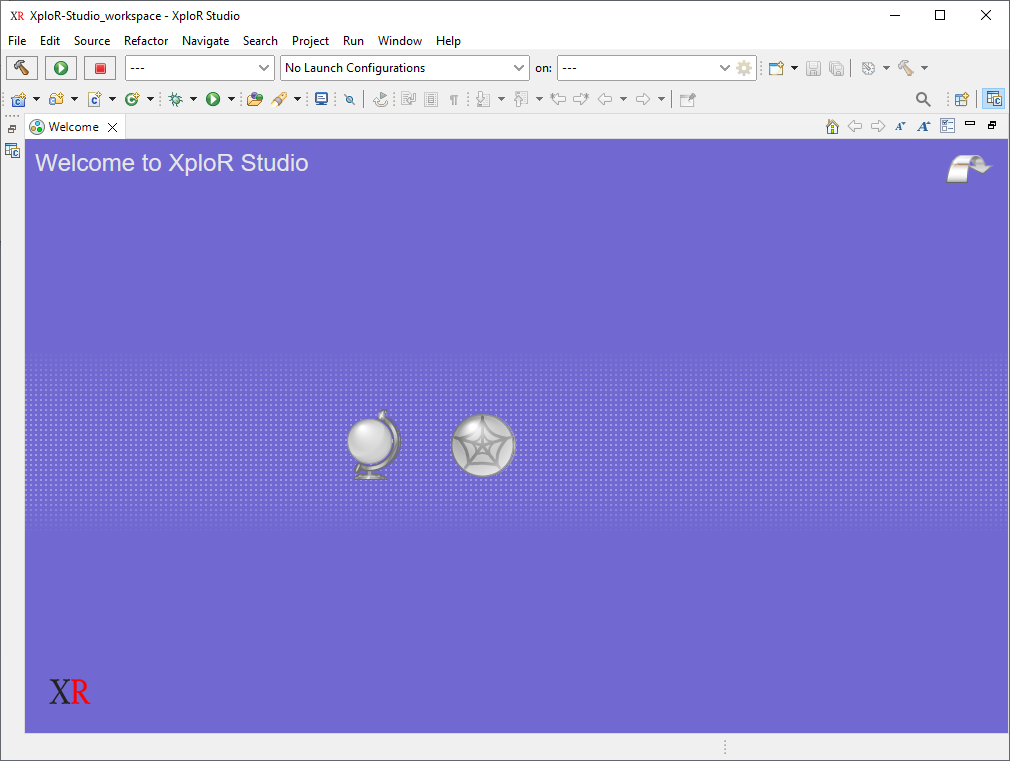 XR XploR-Studio_workspace - XploR Studio
File Edit Source Refactor Navigate Search Project Run Window Help
--- No Launch Configurations on: ---
Welcome
Welcome to XploR Studio
XR